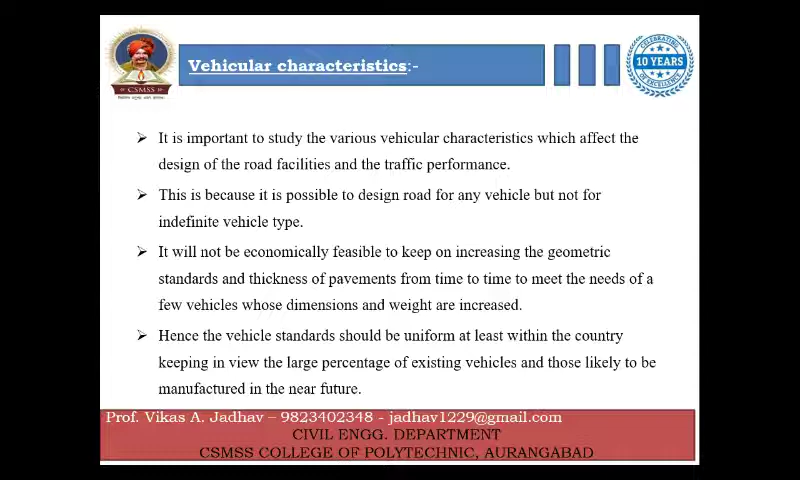 Vehicular characteristics:-
CELEBRATING
10 YEARS
OF EXCELLENCE
CSMSS
➢ It is important to study the various vehicular characteristics which affect the
design of the road facilities and the traffic performance.
➢ This is because it is possible to design road for any vehicle but not for
indefinite vehicle type.
➢ It will not be economically feasible to keep on increasing the geometric
standards and thickness of pavements from time to time to meet the needs of a
few vehicles whose dimensions and weight are increased.
➢ Hence the vehicle standards should be uniform at least within the country
keeping in view the large percentage of existing vehicles and those likely to be
manufactured in the near future.
Prof. Vikas A. Jadhav – 9823402348 - jadhav1229@gmail.com
CIVIL ENGG. DEPARTMENT
CSMSS COLLEGE OF POLYTECHNIC, AURANGABAD